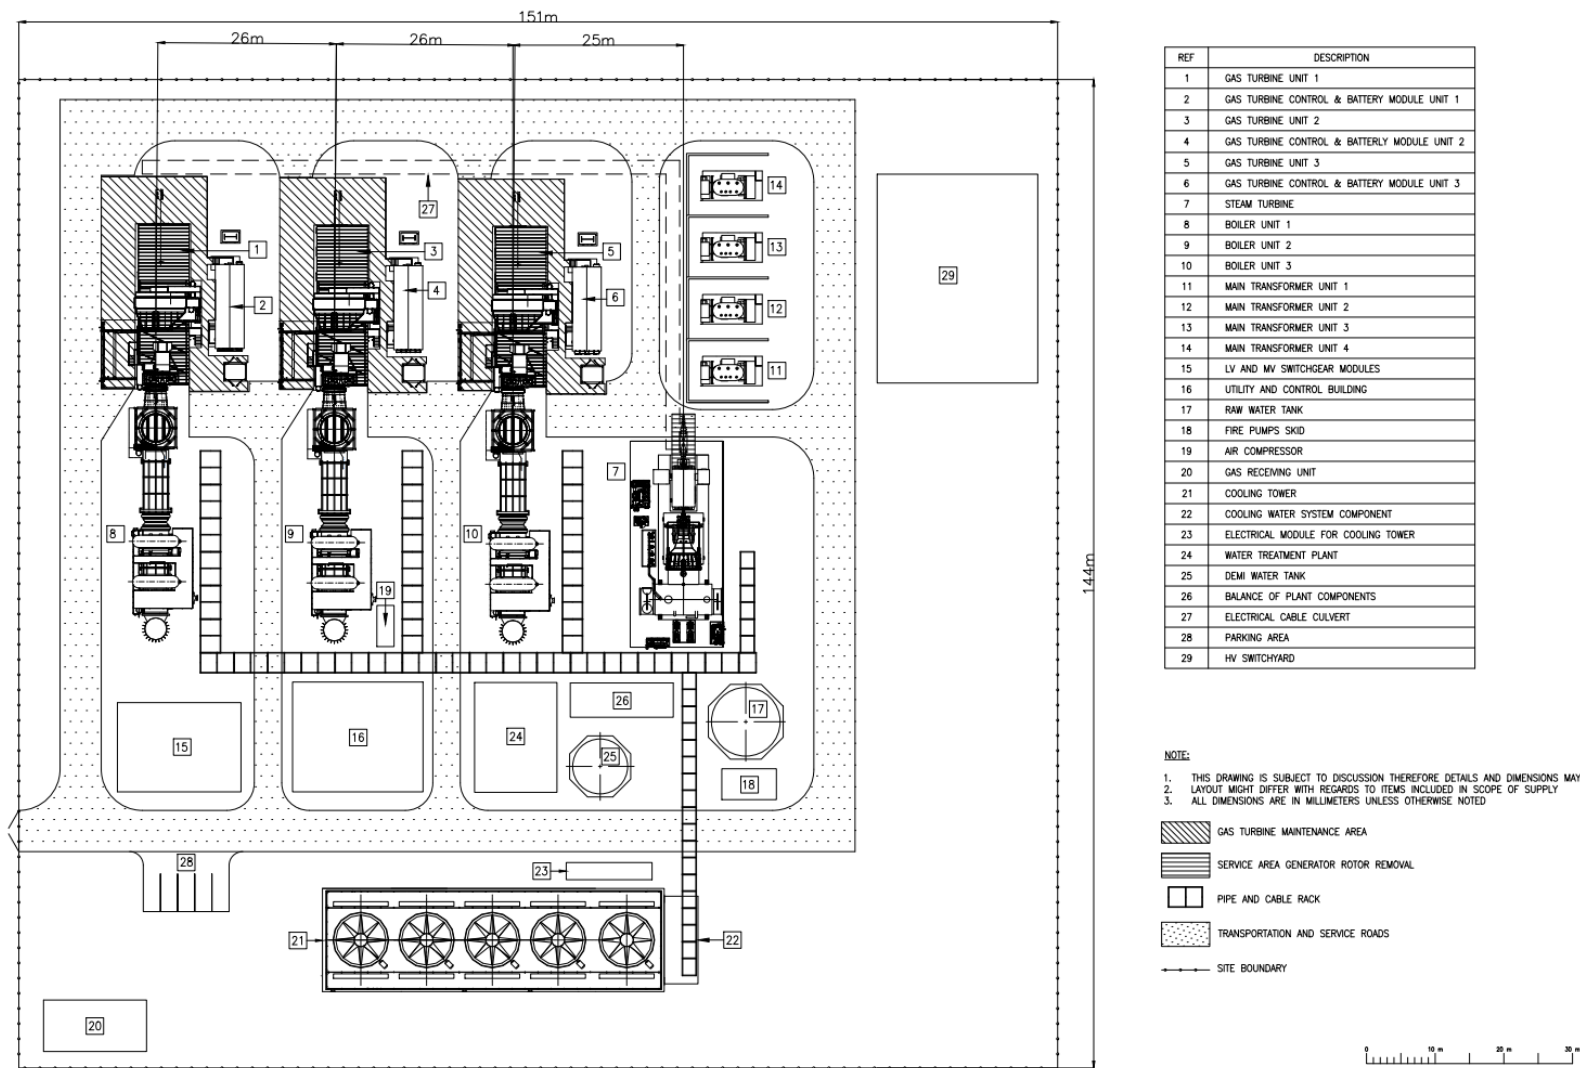 151m
26m
26m
25m
144m
27
14
13
12
11
1
2
3
4
5
6
29
7
8
9
10
19
26
17
15
16
24
25
18
28
23
21
22
20
REF DESCRIPTION
1 GAS TURBINE UNIT 1
2 GAS TURBINE CONTROL & BATTERY MODULE UNIT 1
3 GAS TURBINE UNIT 2
4 GAS TURBINE CONTROL & BATTERLY MODULE UNIT 2
5 GAS TURBINE UNIT 3
6 GAS TURBINE CONTROL & BATTERY MODULE UNIT 3
7 STEAM TURBINE
8 BOILER UNIT 1
9 BOILER UNIT 2
10 BOILER UNIT 3
11 MAIN TRANSFORMER UNIT 1
12 MAIN TRANSFORMER UNIT 2
13 MAIN TRANSFORMER UNIT 3
14 MAIN TRANSFORMER UNIT 4
15 LV AND MV SWITCHGEAR MODULES
16 UTILITY AND CONTROL BUILDING
17 RAW WATER TANK
18 FIRE PUMPS SKID
19 AIR COMPRESSOR
20 GAS RECEIVING UNIT
21 COOLING TOWER
22 COOLING WATER SYSTEM COMPONENT
23 ELECTRICAL MODULE FOR COOLING TOWER
24 WATER TREATMENT PLANT
25 DEMI WATER TANK
26 BALANCE OF PLANT COMPONENTS
27 ELECTRICAL CABLE CULVERT
28 PARKING AREA
29 HV SWITCHYARD
NOTE:
1. THIS DRAWING IS SUBJECT TO DISCUSSION THEREFORE DETAILS AND DIMENSIONS MAY
2. LAYOUT MIGHT DIFFER WITH REGARDS TO ITEMS INCLUDED IN SCOPE OF SUPPLY
3. ALL DIMENSIONS ARE IN MILLIMETERS UNLESS OTHERWISE NOTED
GAS TURBINE MAINTENANCE AREA
SERVICE AREA GENERATOR ROTOR REMOVAL
PIPE AND CABLE RACK
TRANSPORTATION AND SERVICE ROADS
SITE BOUNDARY
0 10 m 20 m 30 m